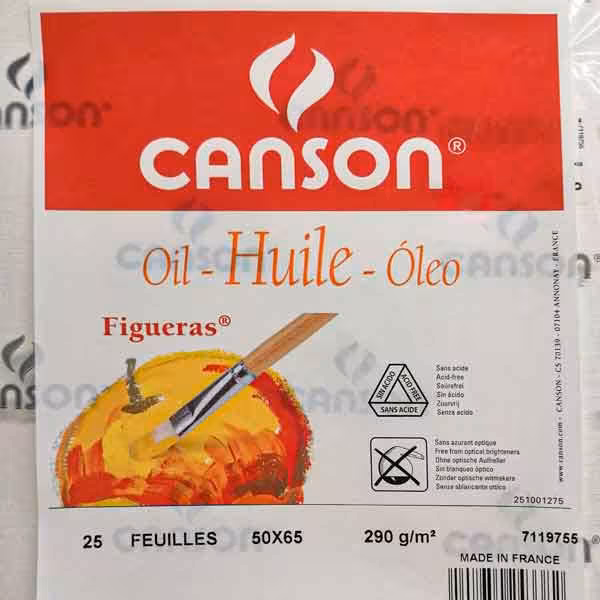 CANSON®
Oil - Huile - Óleo
Figueras®
SIN ÁCIDO
ACID FREE
SANS ACIDE
Sans acide
Acid-free
Saürefrei
Sin ácido
Zuurvrij
Senza acido
Sans azurant optique
Free from optical brighteners
Ohne optische Aufheller
Sin blanqueo óptico
Zonder optische witmakers
Senza sbiancante ottico
www.canson.com - CANSON - CS 70139 - 07104 ANNONAY - FRANCE
251001275
25 FEUILLES 50X65 290 g/m² 7119755
MADE IN FRANCE